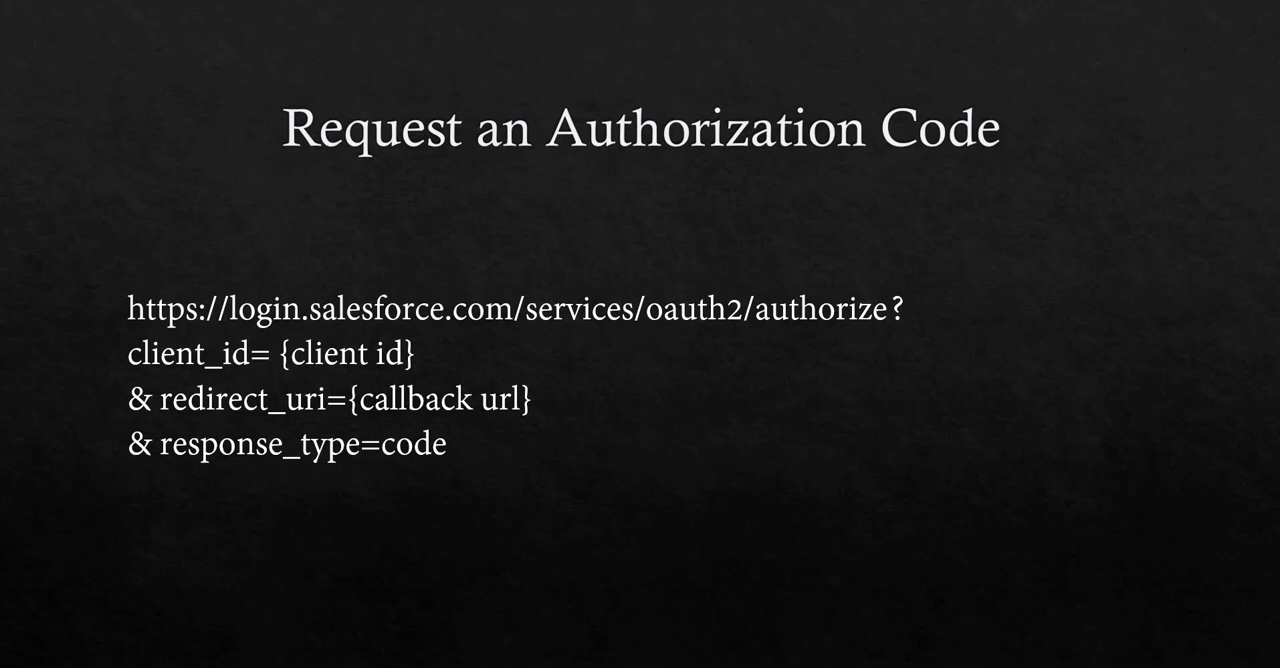 Request an Authorization Code
https://login.salesforce.com/services/oauth2/authorize?
client_id= {client id}
& redirect_uri={callback url}
& response_type=code